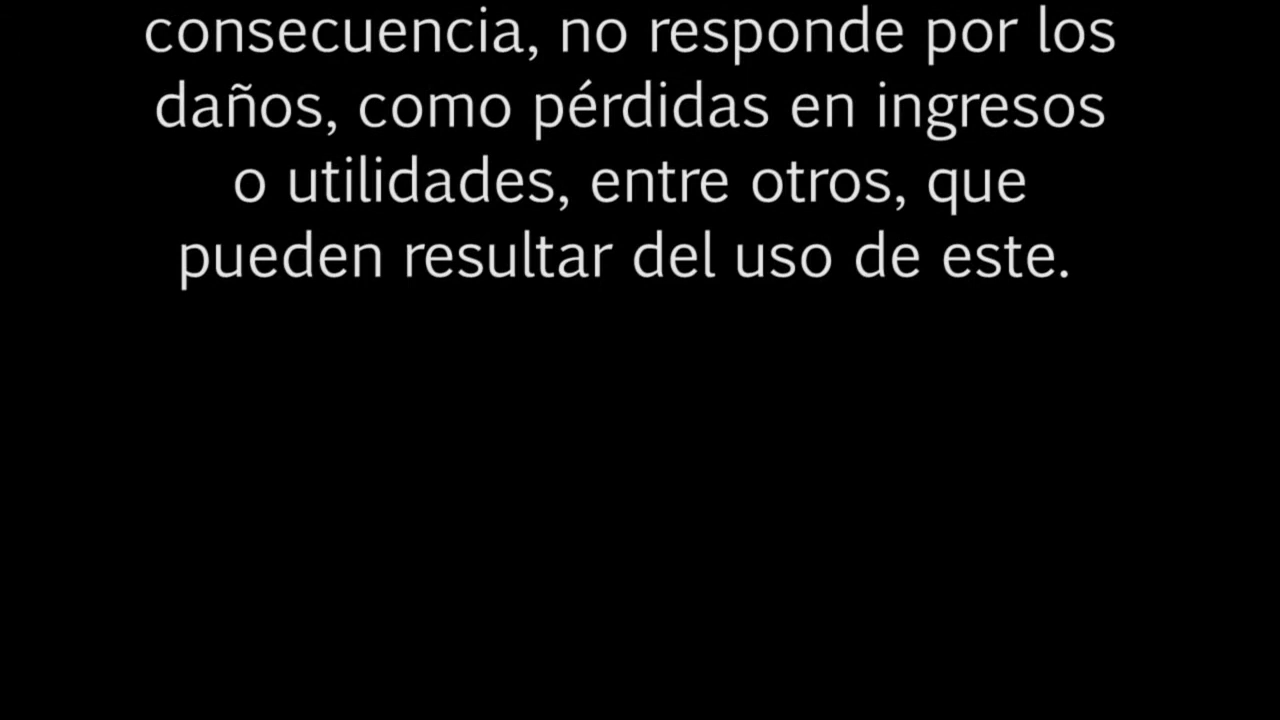 consecuencia, no responde por los
daños, como pérdidas en ingresos
o utilidades, entre otros, que
pueden resultar del uso de este.